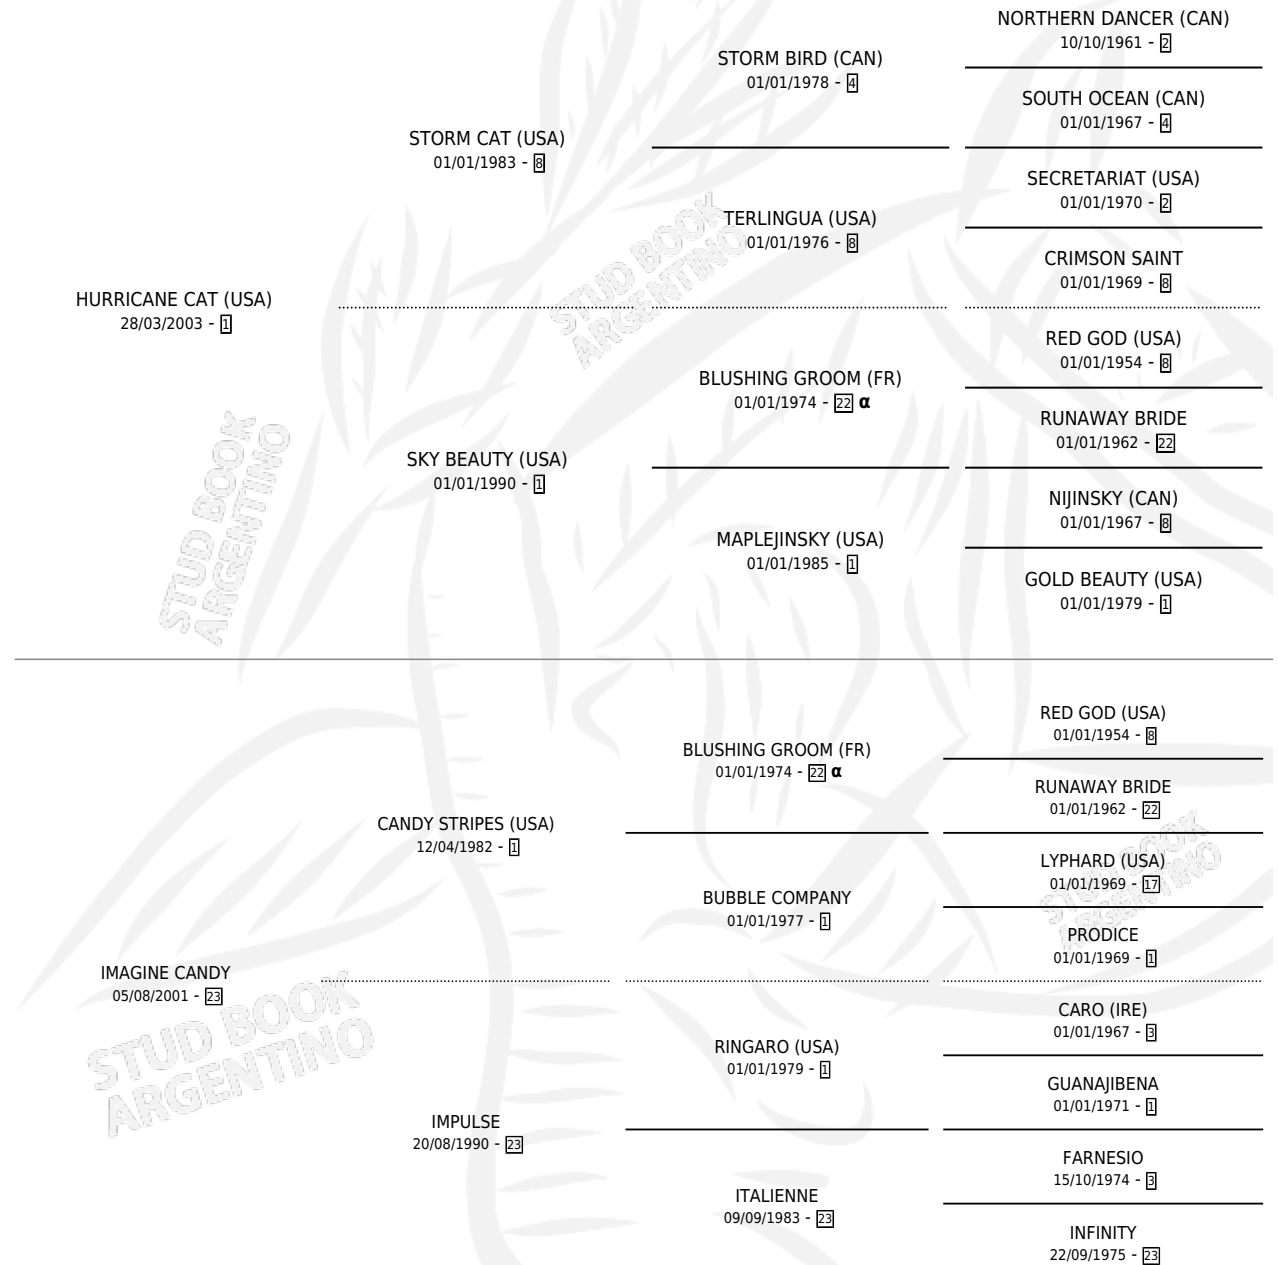 NORTHERN DANCER (CAN)
10/10/1961 - 2
STORM BIRD (CAN)
01/01/1978 - 4
SOUTH OCEAN (CAN)
01/01/1967 - 4
STORM CAT (USA)
01/01/1983 - 8
SECRETARIAT (USA)
01/01/1970 - 2
TERLINGUA (USA)
01/01/1976 - 8
CRIMSON SAINT
01/01/1969 - 8
STUD BOOK
ARGENTINO
HURRICANE CAT (USA)
28/03/2003 - 1
RED GOD (USA)
01/01/1954 - 8
BLUSHING GROOM (FR)
01/01/1974 - 22 α
RUNAWAY BRIDE
01/01/1962 - 22
SKY BEAUTY (USA)
01/01/1990 - 1
NIJINSKY (CAN)
01/01/1967 - 8
MAPLEJINSKY (USA)
01/01/1985 - 1
GOLD BEAUTY (USA)
01/01/1979 - 1
STUD BOOK
ARGENTINO
RED GOD (USA)
01/01/1954 - 8
BLUSHING GROOM (FR)
01/01/1974 - 22 α
RUNAWAY BRIDE
01/01/1962 - 22
CANDY STRIPES (USA)
12/04/1982 - 1
LYPHARD (USA)
01/01/1969 - 17
BUBBLE COMPANY
01/01/1977 - 1
PRODICE
01/01/1969 - 1
STUD BOOK
ARGENTINO
IMAGINE CANDY
05/08/2001 - 23
CARO (IRE)
01/01/1967 - 3
RINGARO (USA)
01/01/1979 - 1
GUANAJIBENA
01/01/1971 - 1
IMPULSE
20/08/1990 - 23
FARNESIO
15/10/1974 - 3
ITALIENNE
09/09/1983 - 23
INFINITY
22/09/1975 - 23
STUD BOOK
ARGENTINO